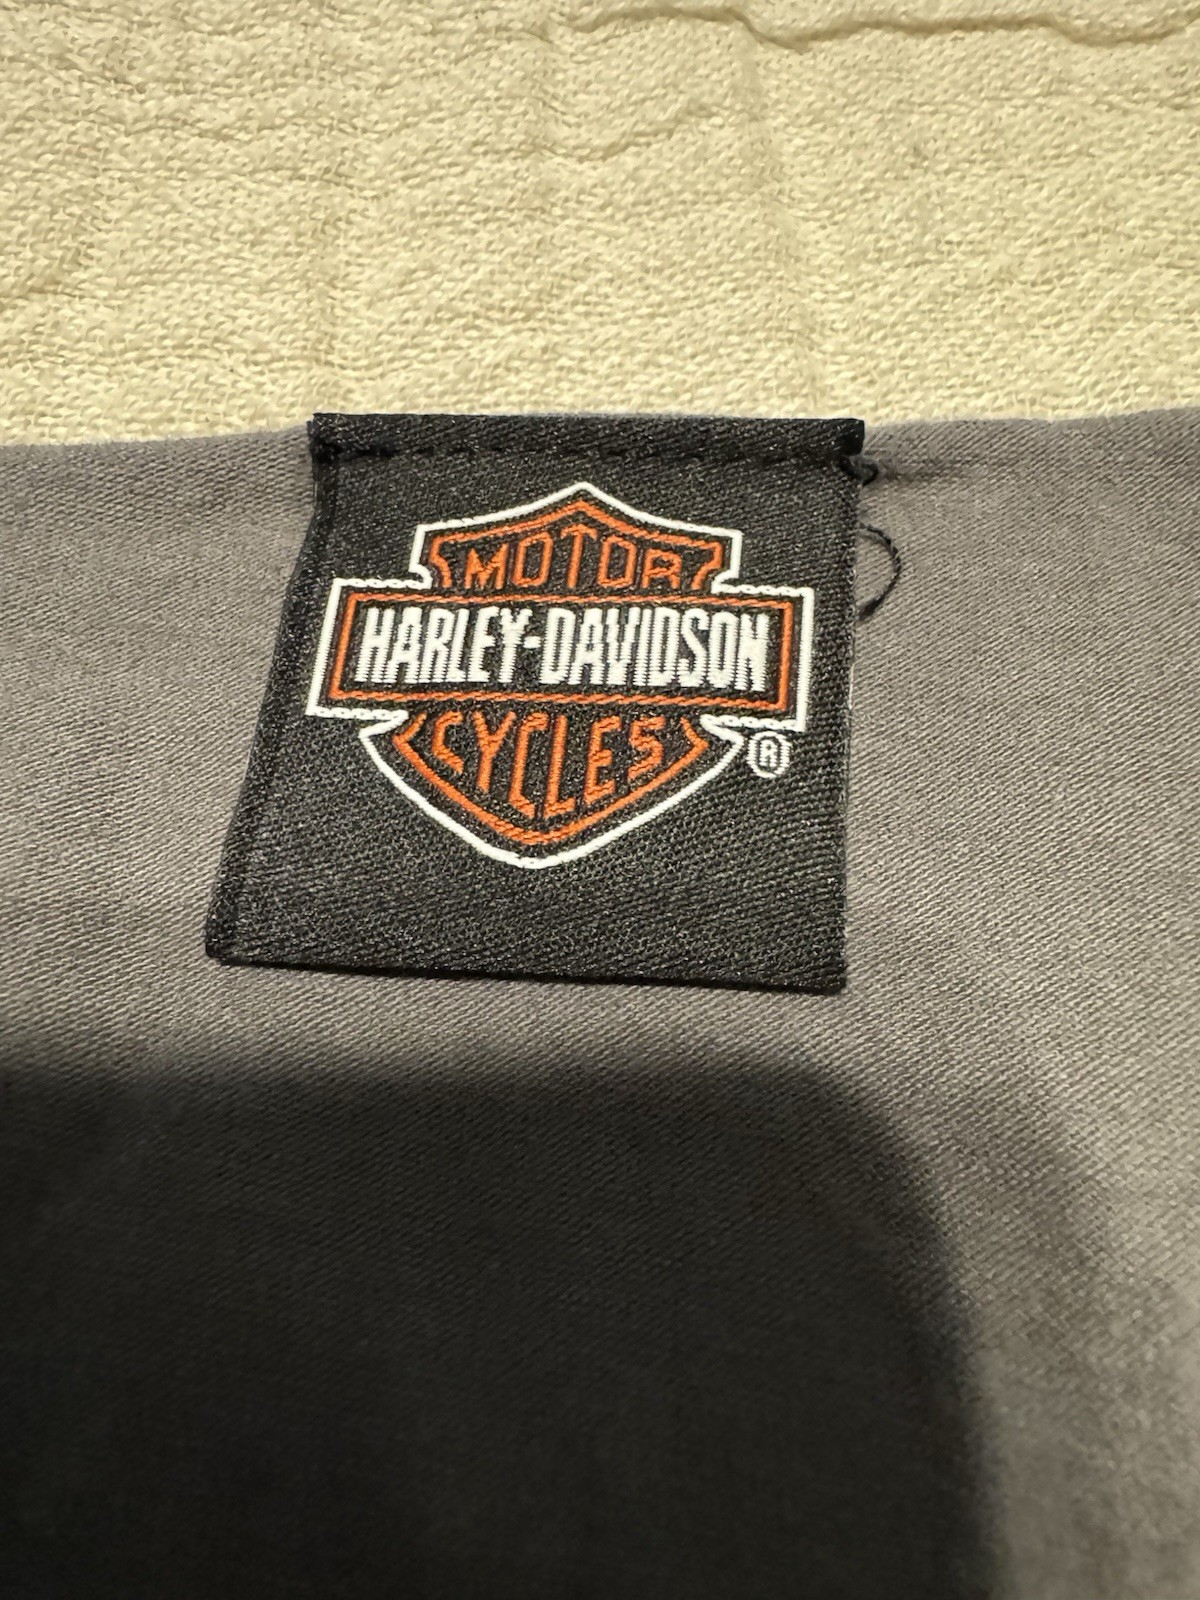 MOTOR
HARLEY-DAVIDSON
CYCLES
®